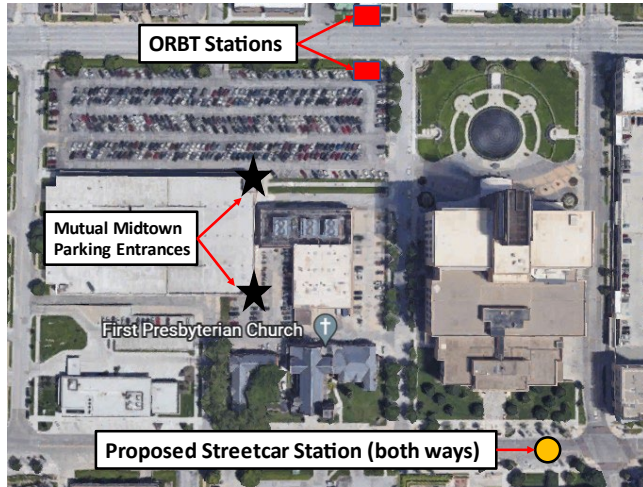 ORBT Stations
Mutual Midtown
Parking Entrances
First Presbyterian Church
Proposed Streetcar Station (both ways)